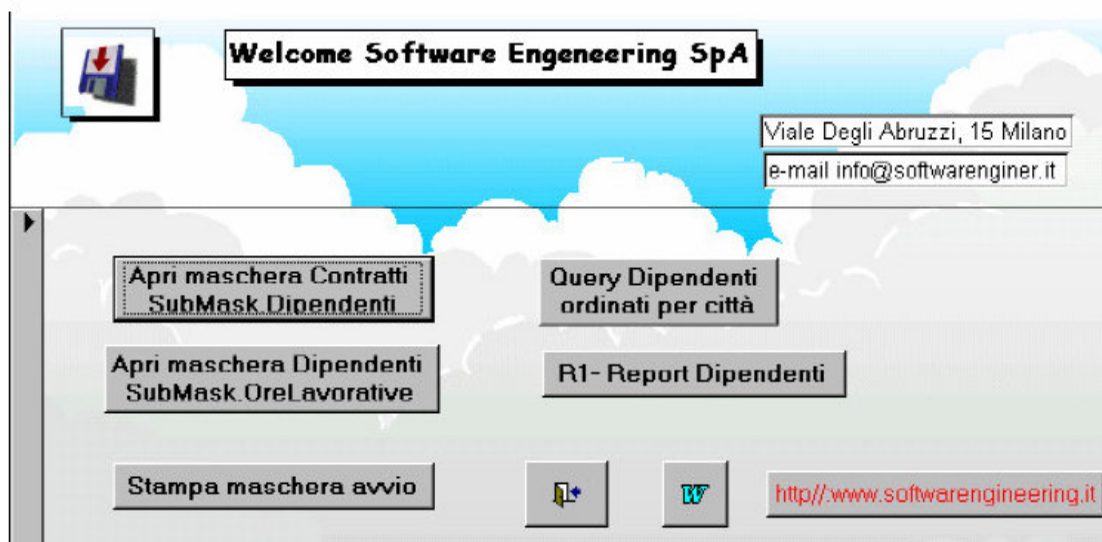 Welcome Software Engeneering SpA
Viale Degli Abruzzi, 15 Milano
e-mail info@softwarenginer.it
Apri maschera Contratti
SubMask.Dipendenti
Query Dipendenti
ordinati per città
Apri maschera Dipendenti
SubMask.OreLavorative
R1- Report Dipendenti
Stampa maschera avvio
W
http//:www.softwarengineering.it